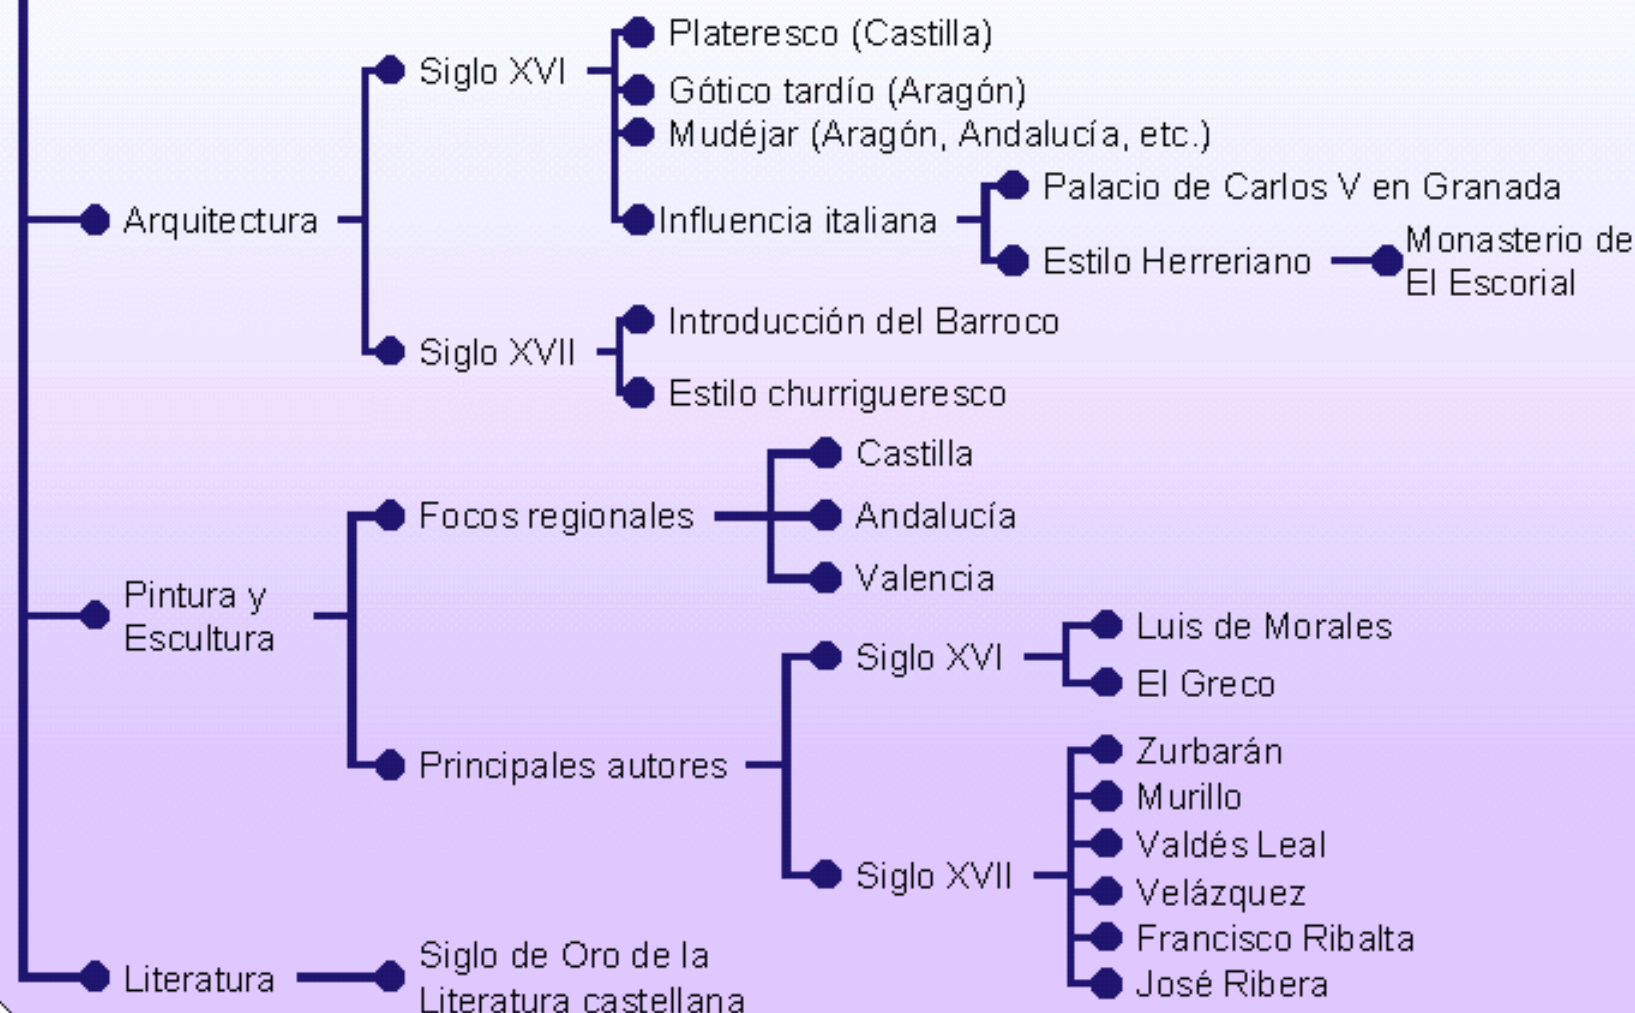 Plateresco (Castilla)
Siglo XVI
Gótico tardío (Aragón)
Mudéjar (Aragón, Andalucía, etc.)
Arquitectura
Influencia italiana
Palacio de Carlos V en Granada
Estilo Herreriano
Monasterio de
El Escorial
Siglo XVII
Introducción del Barroco
Estilo churrigueresco
Pintura y
Escultura
Focos regionales
Castilla
Andalucía
Valencia
Principales autores
Siglo XVI
Luis de Morales
El Greco
Siglo XVII
Zurbarán
Murillo
Valdés Leal
Velázquez
Francisco Ribalta
José Ribera
Literatura
Siglo de Oro de la
Literatura castellana